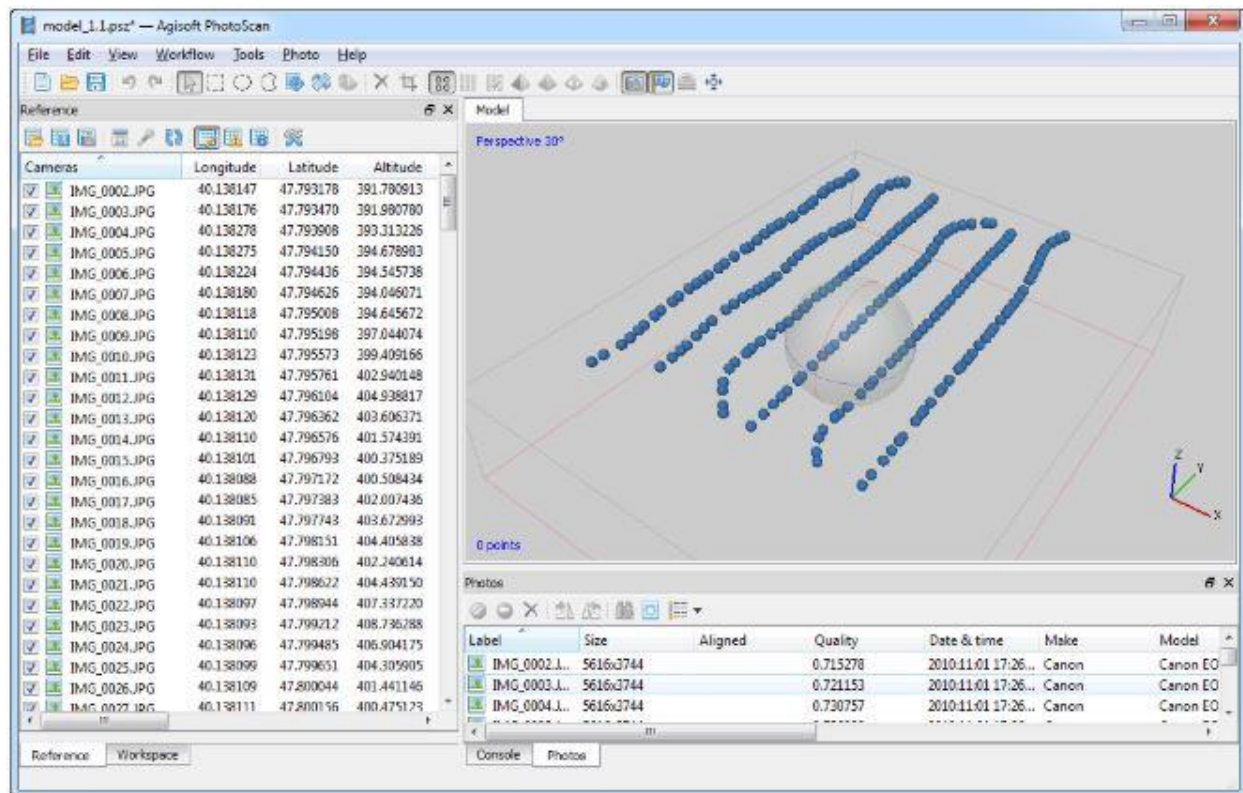 model_1.1.psz* — Agisoft PhotoScan
File Edit View Workflow Tools Photo Help
Reference
Cameras Longitude Latitude Altitude
IMG_0002.JPG 40.138147 47.793178 391.780913
IMG_0003.JPG 40.138176 47.793470 391.980780
IMG_0004.JPG 40.138278 47.793908 393.313226
IMG_0005.JPG 40.138275 47.794150 394.678983
IMG_0006.JPG 40.138224 47.794436 394.545738
IMG_0007.JPG 40.138180 47.794626 394.046071
IMG_0008.JPG 40.138118 47.795008 394.645672
IMG_0009.JPG 40.138110 47.795198 397.044074
IMG_0010.JPG 40.138123 47.795573 399.409166
IMG_0011.JPG 40.138131 47.795761 402.940148
IMG_0012.JPG 40.138129 47.796104 404.938817
IMG_0013.JPG 40.138120 47.796362 403.606371
IMG_0014.JPG 40.138110 47.796576 401.574391
IMG_0015.JPG 40.138101 47.796793 400.375189
IMG_0016.JPG 40.138088 47.797172 400.508434
IMG_0017.JPG 40.138085 47.797383 402.007436
IMG_0018.JPG 40.138091 47.797743 403.672993
IMG_0019.JPG 40.138106 47.798151 404.405838
IMG_0020.JPG 40.138110 47.798306 402.240614
IMG_0021.JPG 40.138110 47.798622 404.439150
IMG_0022.JPG 40.138097 47.798944 407.337220
IMG_0023.JPG 40.138093 47.799212 408.736288
IMG_0024.JPG 40.138096 47.799485 406.904175
IMG_0025.JPG 40.138099 47.799651 404.305905
IMG_0026.JPG 40.138109 47.800044 401.441146
IMG_0027.JPG 40.138111 47.800156 400.475123
Reference Workspace
Model
Perspective 30°
Z
Y
X
0 points
Photos
Label Size Aligned Quality Date & time Make Model
IMG_0002.J... 5616x3744 0.715278 2010:11:01 17:26... Canon Canon EO
IMG_0003.J... 5616x3744 0.721153 2010:11:01 17:26... Canon Canon EO
IMG_0004.J... 5616x3744 0.730757 2010:11:01 17:26... Canon Canon EO
Console Photos